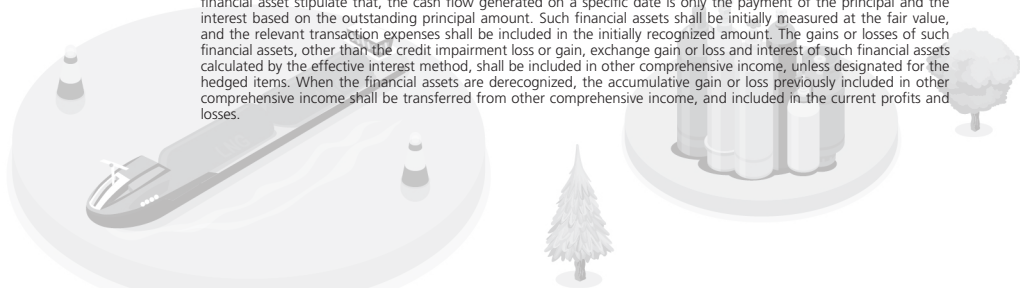 financial asset stipulate that, the cash flow generated on a specific date is only the payment of the principal and the
interest based on the outstanding principal amount. Such financial assets shall be initially measured at the fair value,
and the relevant transaction expenses shall be included in the initially recognized amount. The gains or losses of such
financial assets, other than the credit impairment loss or gain, exchange gain or loss and interest of such financial assets
calculated by the effective interest method, shall be included in other comprehensive income, unless designated for the
hedged items. When the financial assets are derecognized, the accumulative gain or loss previously included in other
comprehensive income shall be transferred from other comprehensive income, and included in the current profits and
losses.
LNG